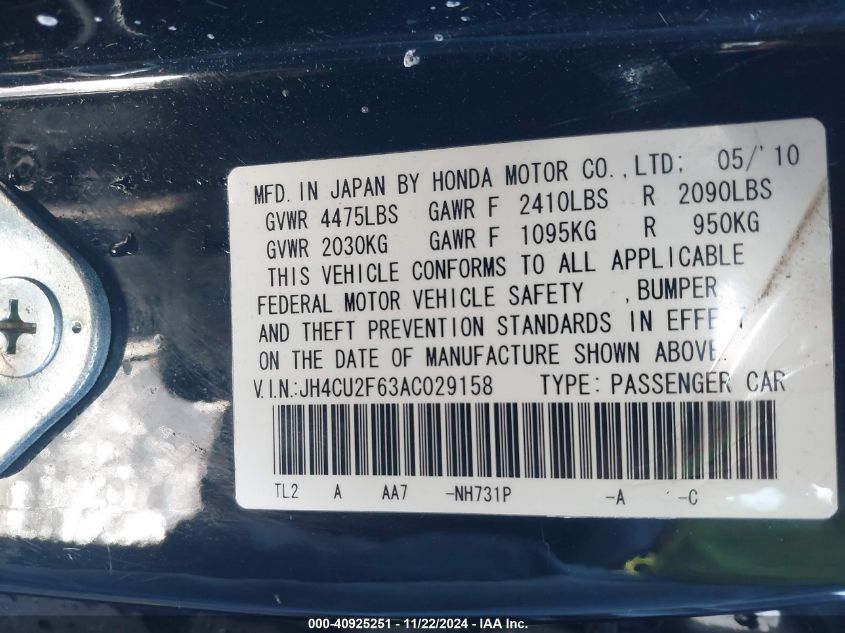 MFD. IN JAPAN BY HONDA MOTOR CO., LTD; 05/'10
GVWR 4475LBS GAWR F 2410LBS R 2090LBS
GVWR 2030KG GAWR F 1095KG R 950KG
THIS VEHICLE CONFORMS TO ALL APPLICABLE
FEDERAL MOTOR VEHICLE SAFETY , BUMPER
AND THEFT PREVENTION STANDARDS IN EFFECT
ON THE DATE OF MANUFACTURE SHOWN ABOVE.
V.I.N.:JH4CU2F63AC029158 TYPE: PASSENGER CAR
TL2 A AA7 -NH731P -A -C
000-40925251 - 11/22/2024 - IAA Inc.